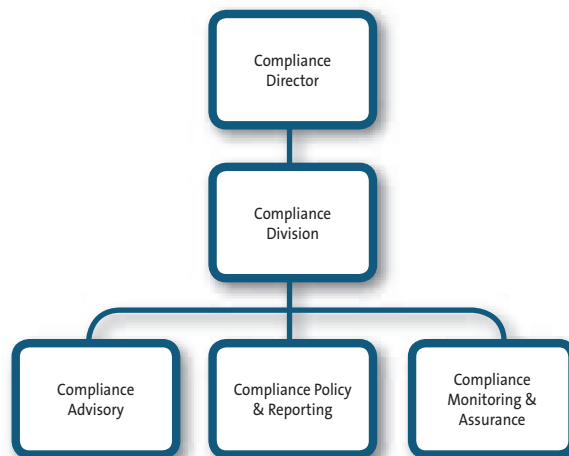 Compliance
Director
Compliance
Division
Compliance
Advisory
Compliance Policy
& Reporting
Compliance
Monitoring &
Assurance